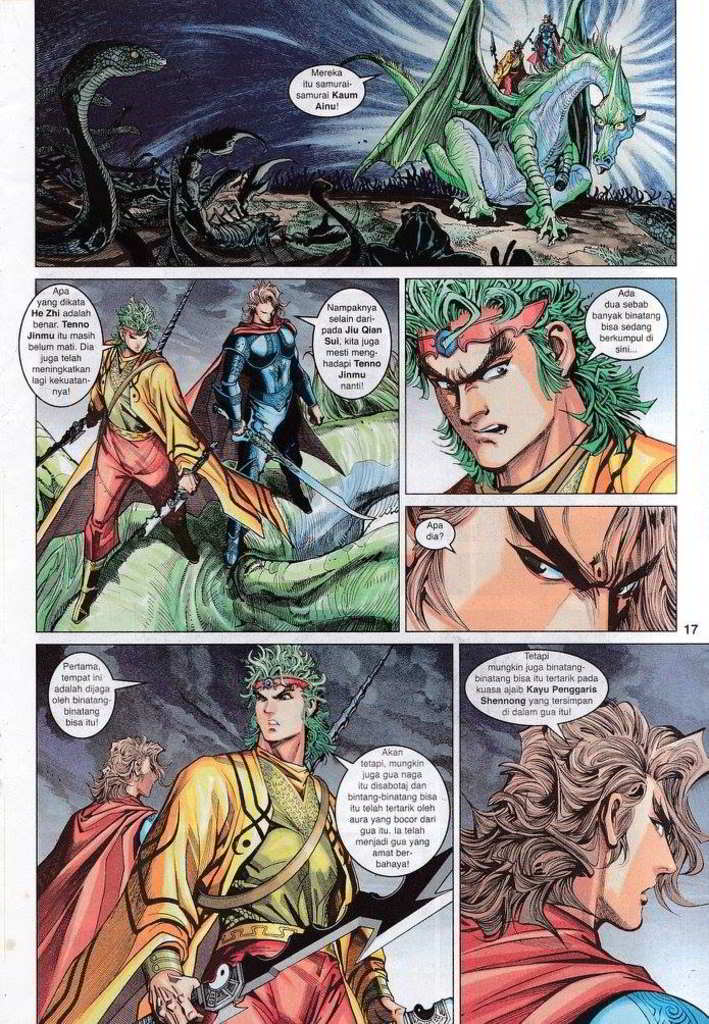 Mereka
itu samurai-
samurai Kaum
Ainu!
Apa
yang dikata
He Zhi adalah
benar. Tenno
Jinmu itu masih
belum mati. Dia
juga telah
meningkatkan
lagi kekuatan-
nya!
Nampaknya
selain dari-
pada Jiu Qian
Sui, kita juga
mesti meng-
hadapi Tenno
Jinmu
nanti!
Ada
dua sebab
banyak binatang
bisa sedang
berkumpul di
sini...
Apa
dia?
17
Pertama,
tempat ini
adalah dijaga
oleh binatang-
binatang
bisa itu!
Akan
tetapi, mungkin
juga gua naga
itu disabotaj dan
bintang-binatang bisa
itu telah tertarik oleh
aura yang bocor dari
gua itu. Ia telah
menjadi gua yang
amat ber-
bahaya!
Tetapi
mungkin juga binatang-
binatang bisa itu tertarik pada
kuasa ajaib Kayu Penggaris
Shennong yang tersimpan
di dalam gua itu!